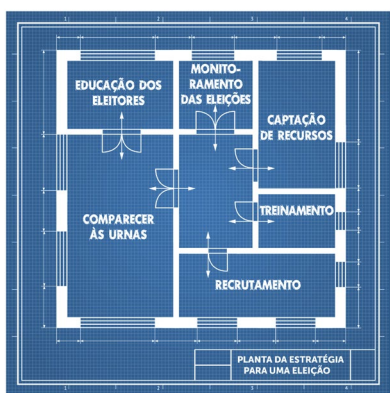 EDUCAÇÃO DOS
ELEITORES
MONITO-
RAMENTO
DAS ELEIÇÕES
CAPTAÇÃO
DE RECURSOS
COMPARECER
ÀS URNAS
TREINAMENTO
RECRUTAMENTO
PLANTA DA ESTRATÉGIA
PARA UMA ELEIÇÃO